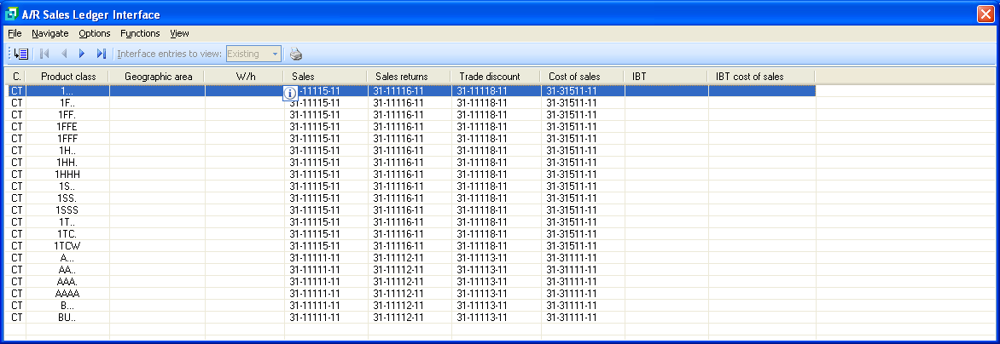 A/R Sales Ledger Interface
File Navigate Options Functions View
Interface entries to view: Existing
C. Product class Geographic area W/h Sales Sales returns Trade discount Cost of sales IBT IBT cost of sales
CT 1... -11115-11 31-11116-11 31-11118-11 31-31511-11
CT 1F.. 31-11115-11 31-11116-11 31-11118-11 31-31511-11
CT 1FF. 31-11115-11 31-11116-11 31-11118-11 31-31511-11
CT 1FFE 31-11115-11 31-11116-11 31-11118-11 31-31511-11
CT 1FFF 31-11115-11 31-11116-11 31-11118-11 31-31511-11
CT 1H.. 31-11115-11 31-11116-11 31-11118-11 31-31511-11
CT 1HH. 31-11115-11 31-11116-11 31-11118-11 31-31511-11
CT 1HHH 31-11115-11 31-11116-11 31-11118-11 31-31511-11
CT 1S.. 31-11115-11 31-11116-11 31-11118-11 31-31511-11
CT 1SS. 31-11115-11 31-11116-11 31-11118-11 31-31511-11
CT 1SSS 31-11115-11 31-11116-11 31-11118-11 31-31511-11
CT 1T.. 31-11115-11 31-11116-11 31-11118-11 31-31511-11
CT 1TC. 31-11115-11 31-11116-11 31-11118-11 31-31511-11
CT 1TCW 31-11115-11 31-11116-11 31-11118-11 31-31511-11
CT A... 31-11111-11 31-11112-11 31-11113-11 31-31111-11
CT AA.. 31-11111-11 31-11112-11 31-11113-11 31-31111-11
CT AAA. 31-11111-11 31-11112-11 31-11113-11 31-31111-11
CT AAAA 31-11111-11 31-11112-11 31-11113-11 31-31111-11
CT B... 31-11111-11 31-11112-11 31-11113-11 31-31111-11
CT BU.. 31-11111-11 31-11112-11 31-11113-11 31-31111-11